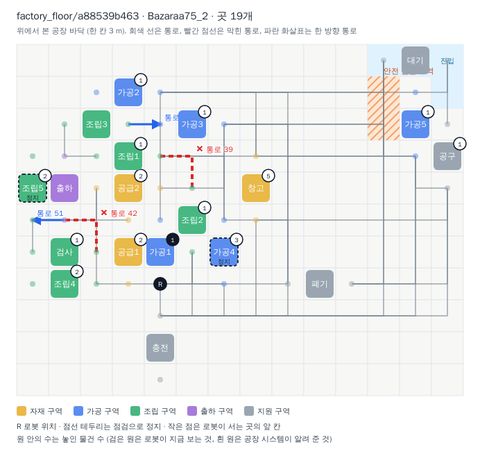 factory_floor/a88539b463 · Bazaraa75_2 · 곳 19개
위에서 본 공장 바닥 (한 칸 3 m). 회색 선은 통로, 빨간 점선은 막힌 통로, 파란 화살표는 한 방향 통로
대기
진입
안전
역
가공2
1
조립3
2
통로
가공3
1
가공5
1
공구
1
조립1
1
통로 39
조립5
2
정지
출하
공급2
2
창고
5
통로 51
통로 42
조립2
1
검사
1
공급1
2
가공1
1
가공4
3
정지
조립4
2
R
폐기
충전
자재 구역
가공 구역
조립 구역
출하 구역
지원 구역
R 로봇 위치 · 점선 테두리는 점검으로 정지 · 작은 점은 로봇이 서는 곳의 앞 칸
원 안의 수는 놓인 물건 수 (검은 원은 로봇이 지금 보는 것, 흰 원은 공장 시스템이 알려 준 것)